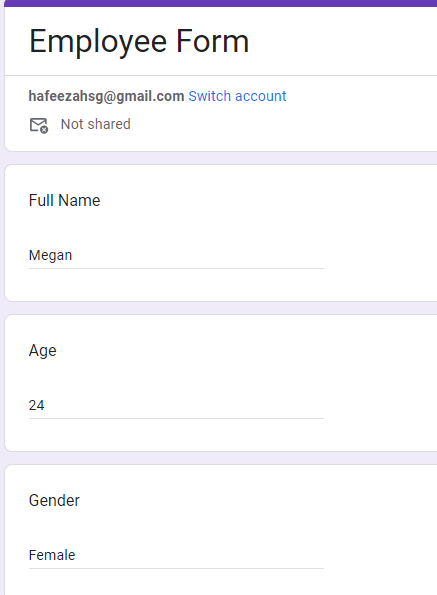 Employee Form
hafeezahsg@gmail.com Switch account
Not shared
Full Name
Megan
Age
24
Gender
Female